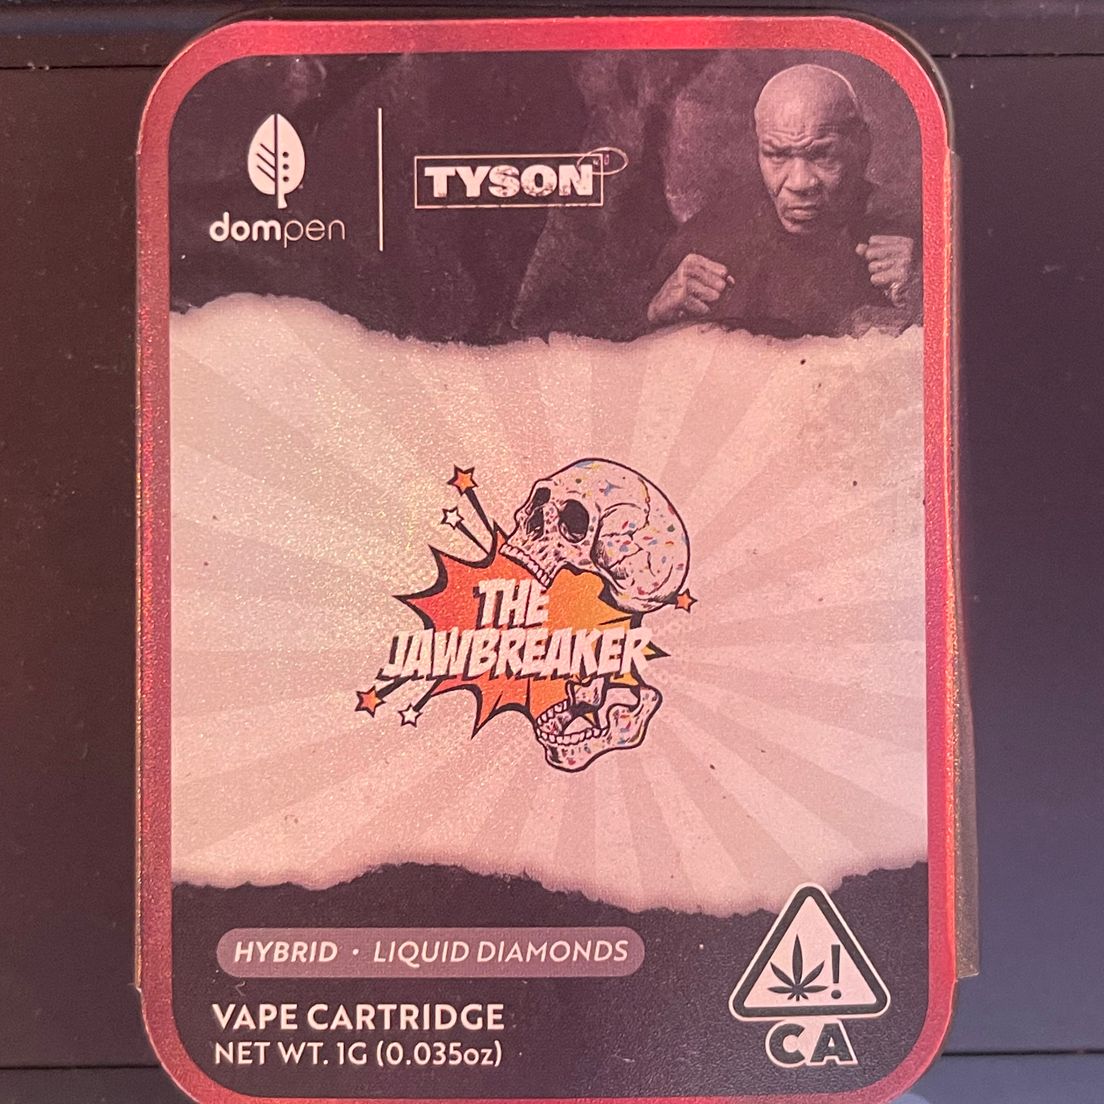 dompen
TYSON
THE
JAWBREAKER
HYBRID • LIQUID DIAMONDS
VAPE CARTRIDGE
NET WT. 1G (0.035oz)
!
CA